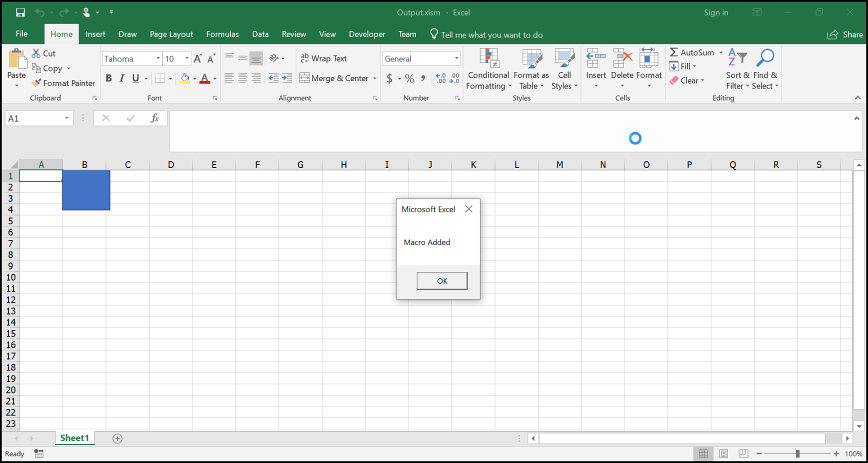 Output.xlsm - Excel
Sign in
File Home Insert Draw Page Layout Formulas Data Review View Developer Team Tell me what you want to do Share
Paste
Cut
Copy
Format Painter
Clipboard
Tahoma 10
B I U
Font
Wrap Text
Merge & Center
Alignment
General
$ % ,
Number
Conditional Formatting
Format as Table
Cell Styles
Styles
Insert Delete Format
Cells
AutoSum
Fill
Clear
Sort & Filter
Find & Select
Editing
A1
fx
A B C D E F G H I J K L M N O P Q R S
1
2
3
4
5
6
7
8
9
10
11
12
13
14
15
16
17
18
19
20
21
22
23
Microsoft Excel
Macro Added
OK
Sheet1
Ready
100%